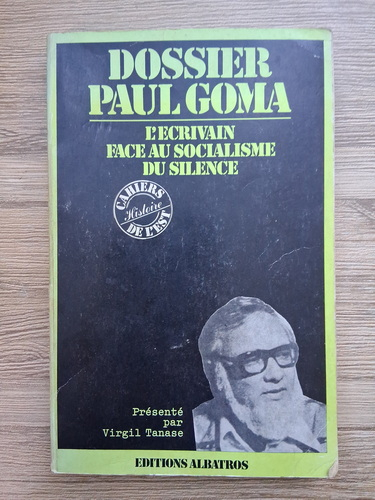 DOSSIER
PAUL GOMA
L'ECRIVAIN
FACE AU SOCIALISME
DU SILENCE
CAHIERS
Histoire
DE L'EST
Présenté
par
Virgil Tanase
EDITIONS ALBATROS